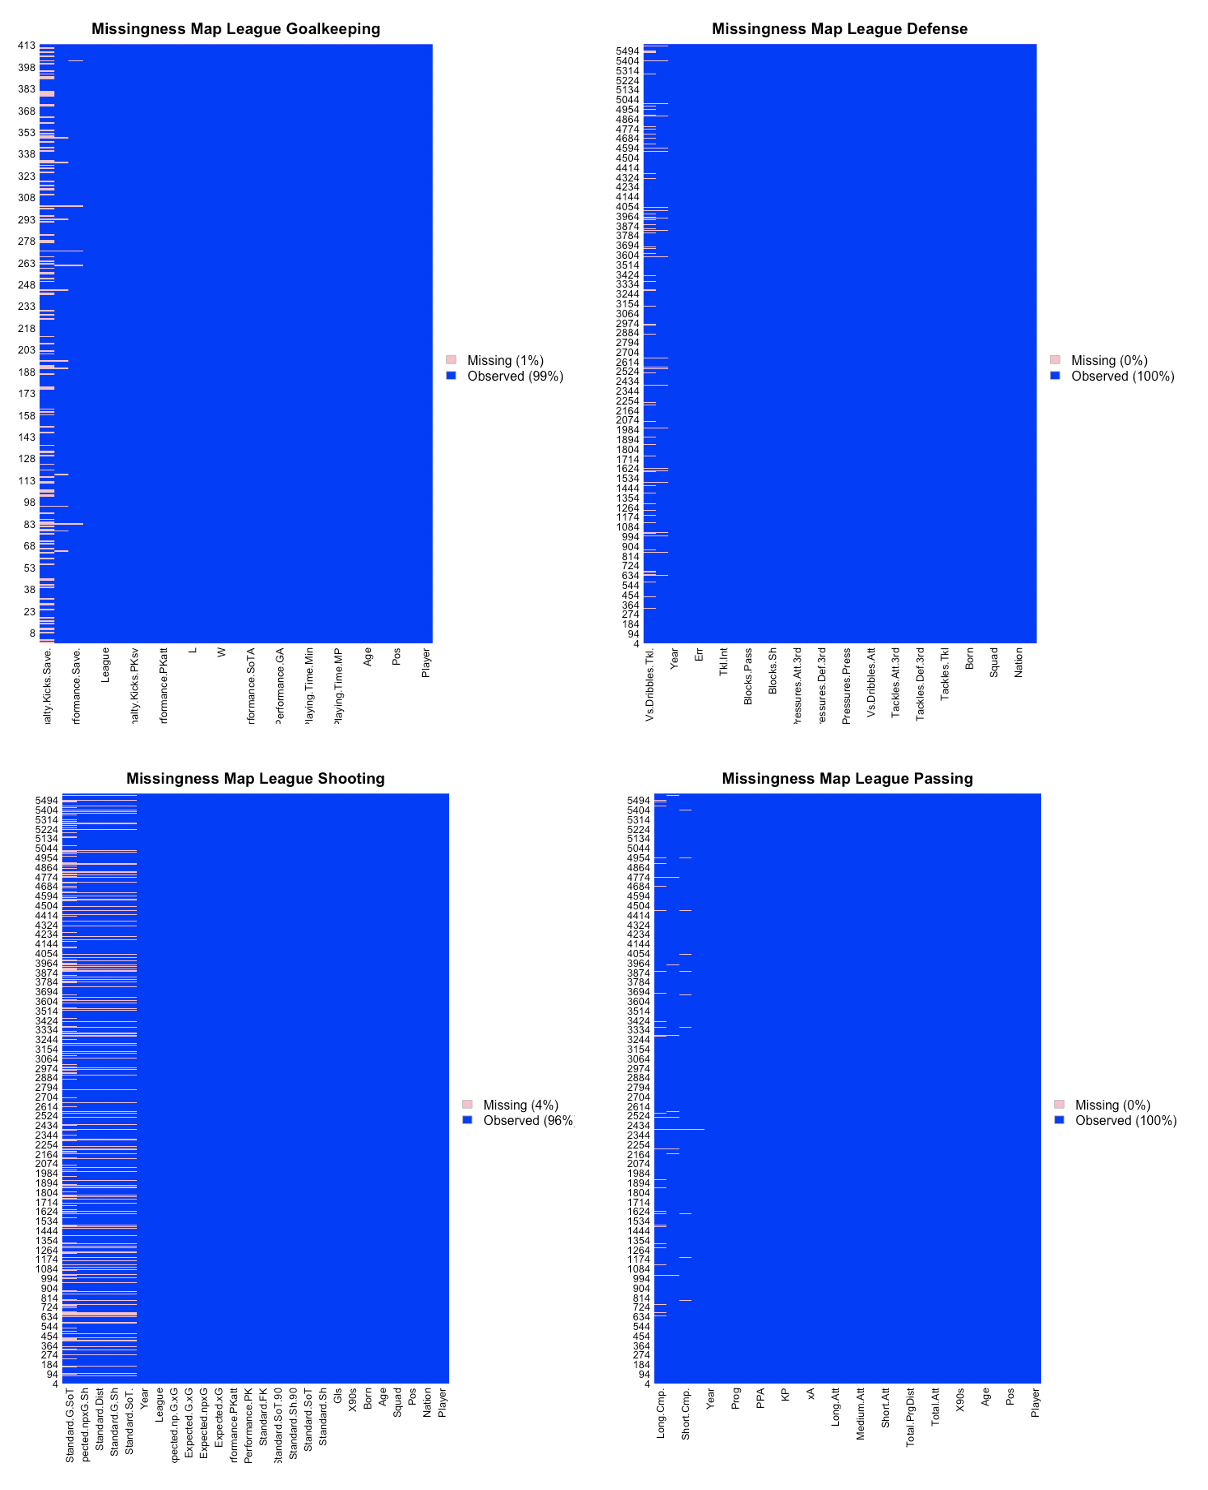 Missingness Map League Goalkeeping
413
398
383
368
353
338
323
308
293
278
263
248
233
218
203
188
173
158
143
128
113
98
83
68
53
38
23
8
Missing (1%)
Observed (99%)
alty.Kicks.Save.
rformance.Save.
League
nalty.Kicks.PKsv
rformance.PKatt
L
W
rformance.SoTA
Performance.GA
Playing.Time.Min
Playing.Time.MP
Age
Pos
Player
Missingness Map League Defense
5494
5404
5314
5224
5134
5044
4954
4864
4774
4684
4594
4504
4414
4324
4234
4144
4054
3964
3874
3784
3694
3604
3514
3424
3334
3244
3154
3064
2974
2884
2794
2704
2614
2524
2434
2344
2254
2164
2074
1984
1894
1804
1714
1624
1534
1444
1354
1264
1174
1084
994
904
814
724
634
544
454
364
274
184
94
4
Missing (0%)
Observed (100%)
Vs.Dribbles.Tkl.
Year
Err
Tkl.Int
Blocks.Pass
Blocks.Sh
Pressures.Att.3rd
essures.Def.3rd
Pressures.Press
Vs.Dribbles.Att
Tackles.Att.3rd
Tackles.Def.3rd
Tackles.Tkl
Born
Squad
Nation
Missingness Map League Shooting
5494
5404
5314
5224
5134
5044
4954
4864
4774
4684
4594
4504
4414
4324
4234
4144
4054
3964
3874
3784
3694
3604
3514
3424
3334
3244
3154
3064
2974
2884
2794
2704
2614
2524
2434
2344
2254
2164
2074
1984
1894
1804
1714
1624
1534
1444
1354
1264
1174
1084
994
904
814
724
634
544
454
364
274
184
94
4
Missing (4%)
Observed (96%)
Standard.G.SoT
pected.npxG.Sh
Standard.Dist
Standard.G.Sh
Standard.SoT.
Year
League
xpected.np.G.xG
Expected.G.xG
Expected.npxG
Expected.xG
rformance.PKatt
Performance.PK
Standard.FK
Standard.SoT.90
Standard.Sh.90
Standard.SoT
Standard.Sh
Gls
X90s
Born
Age
Squad
Pos
Nation
Player
Missingness Map League Passing
5494
5404
5314
5224
5134
5044
4954
4864
4774
4684
4594
4504
4414
4324
4234
4144
4054
3964
3874
3784
3694
3604
3514
3424
3334
3244
3154
3064
2974
2884
2794
2704
2614
2524
2434
2344
2254
2164
2074
1984
1894
1804
1714
1624
1534
1444
1354
1264
1174
1084
994
904
814
724
634
544
454
364
274
184
94
4
Missing (0%)
Observed (100%)
Long.Cmp.
Short.Cmp.
Year
Prog
PPA
KP
xA
Long.Att
Medium.Att
Short.Att
Total.PrgDist
Total.Att
X90s
Age
Pos
Player